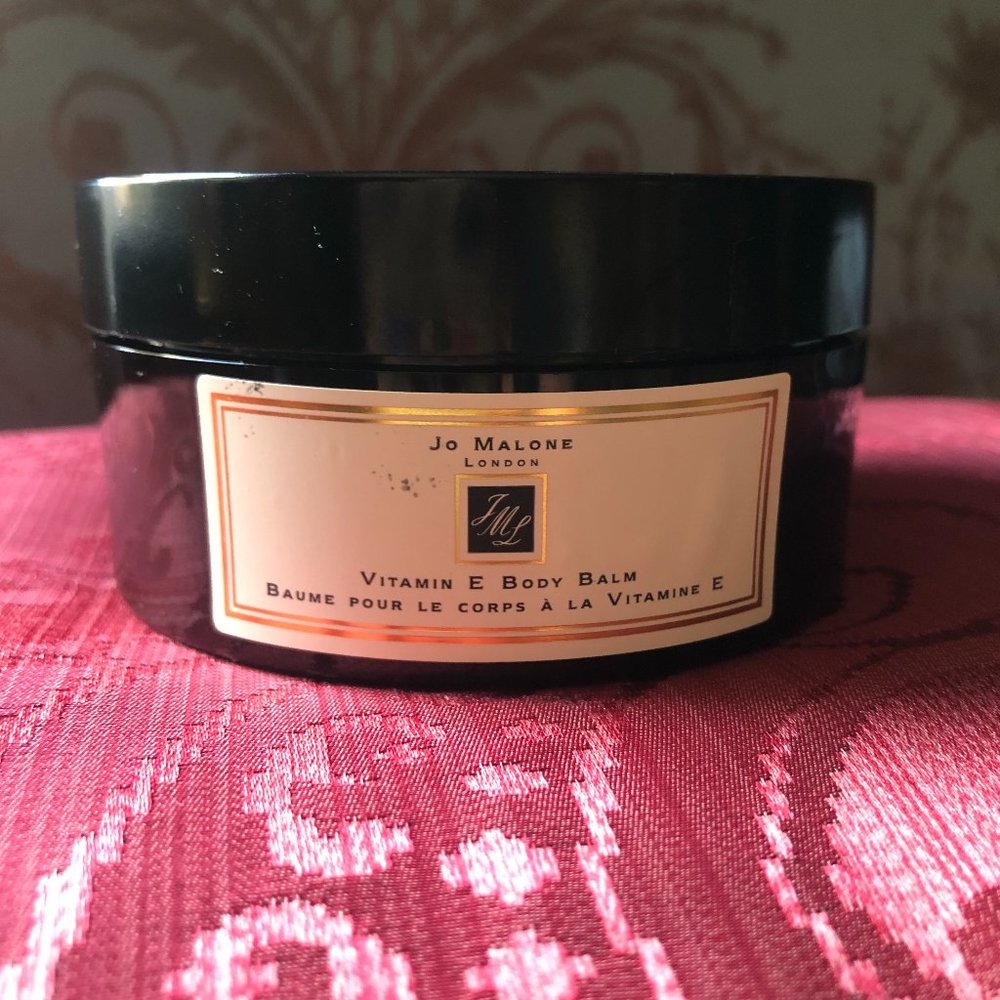 Jo Malone
London
JML
Vitamin E Body Balm
Baume pour le corps à la Vitamine E